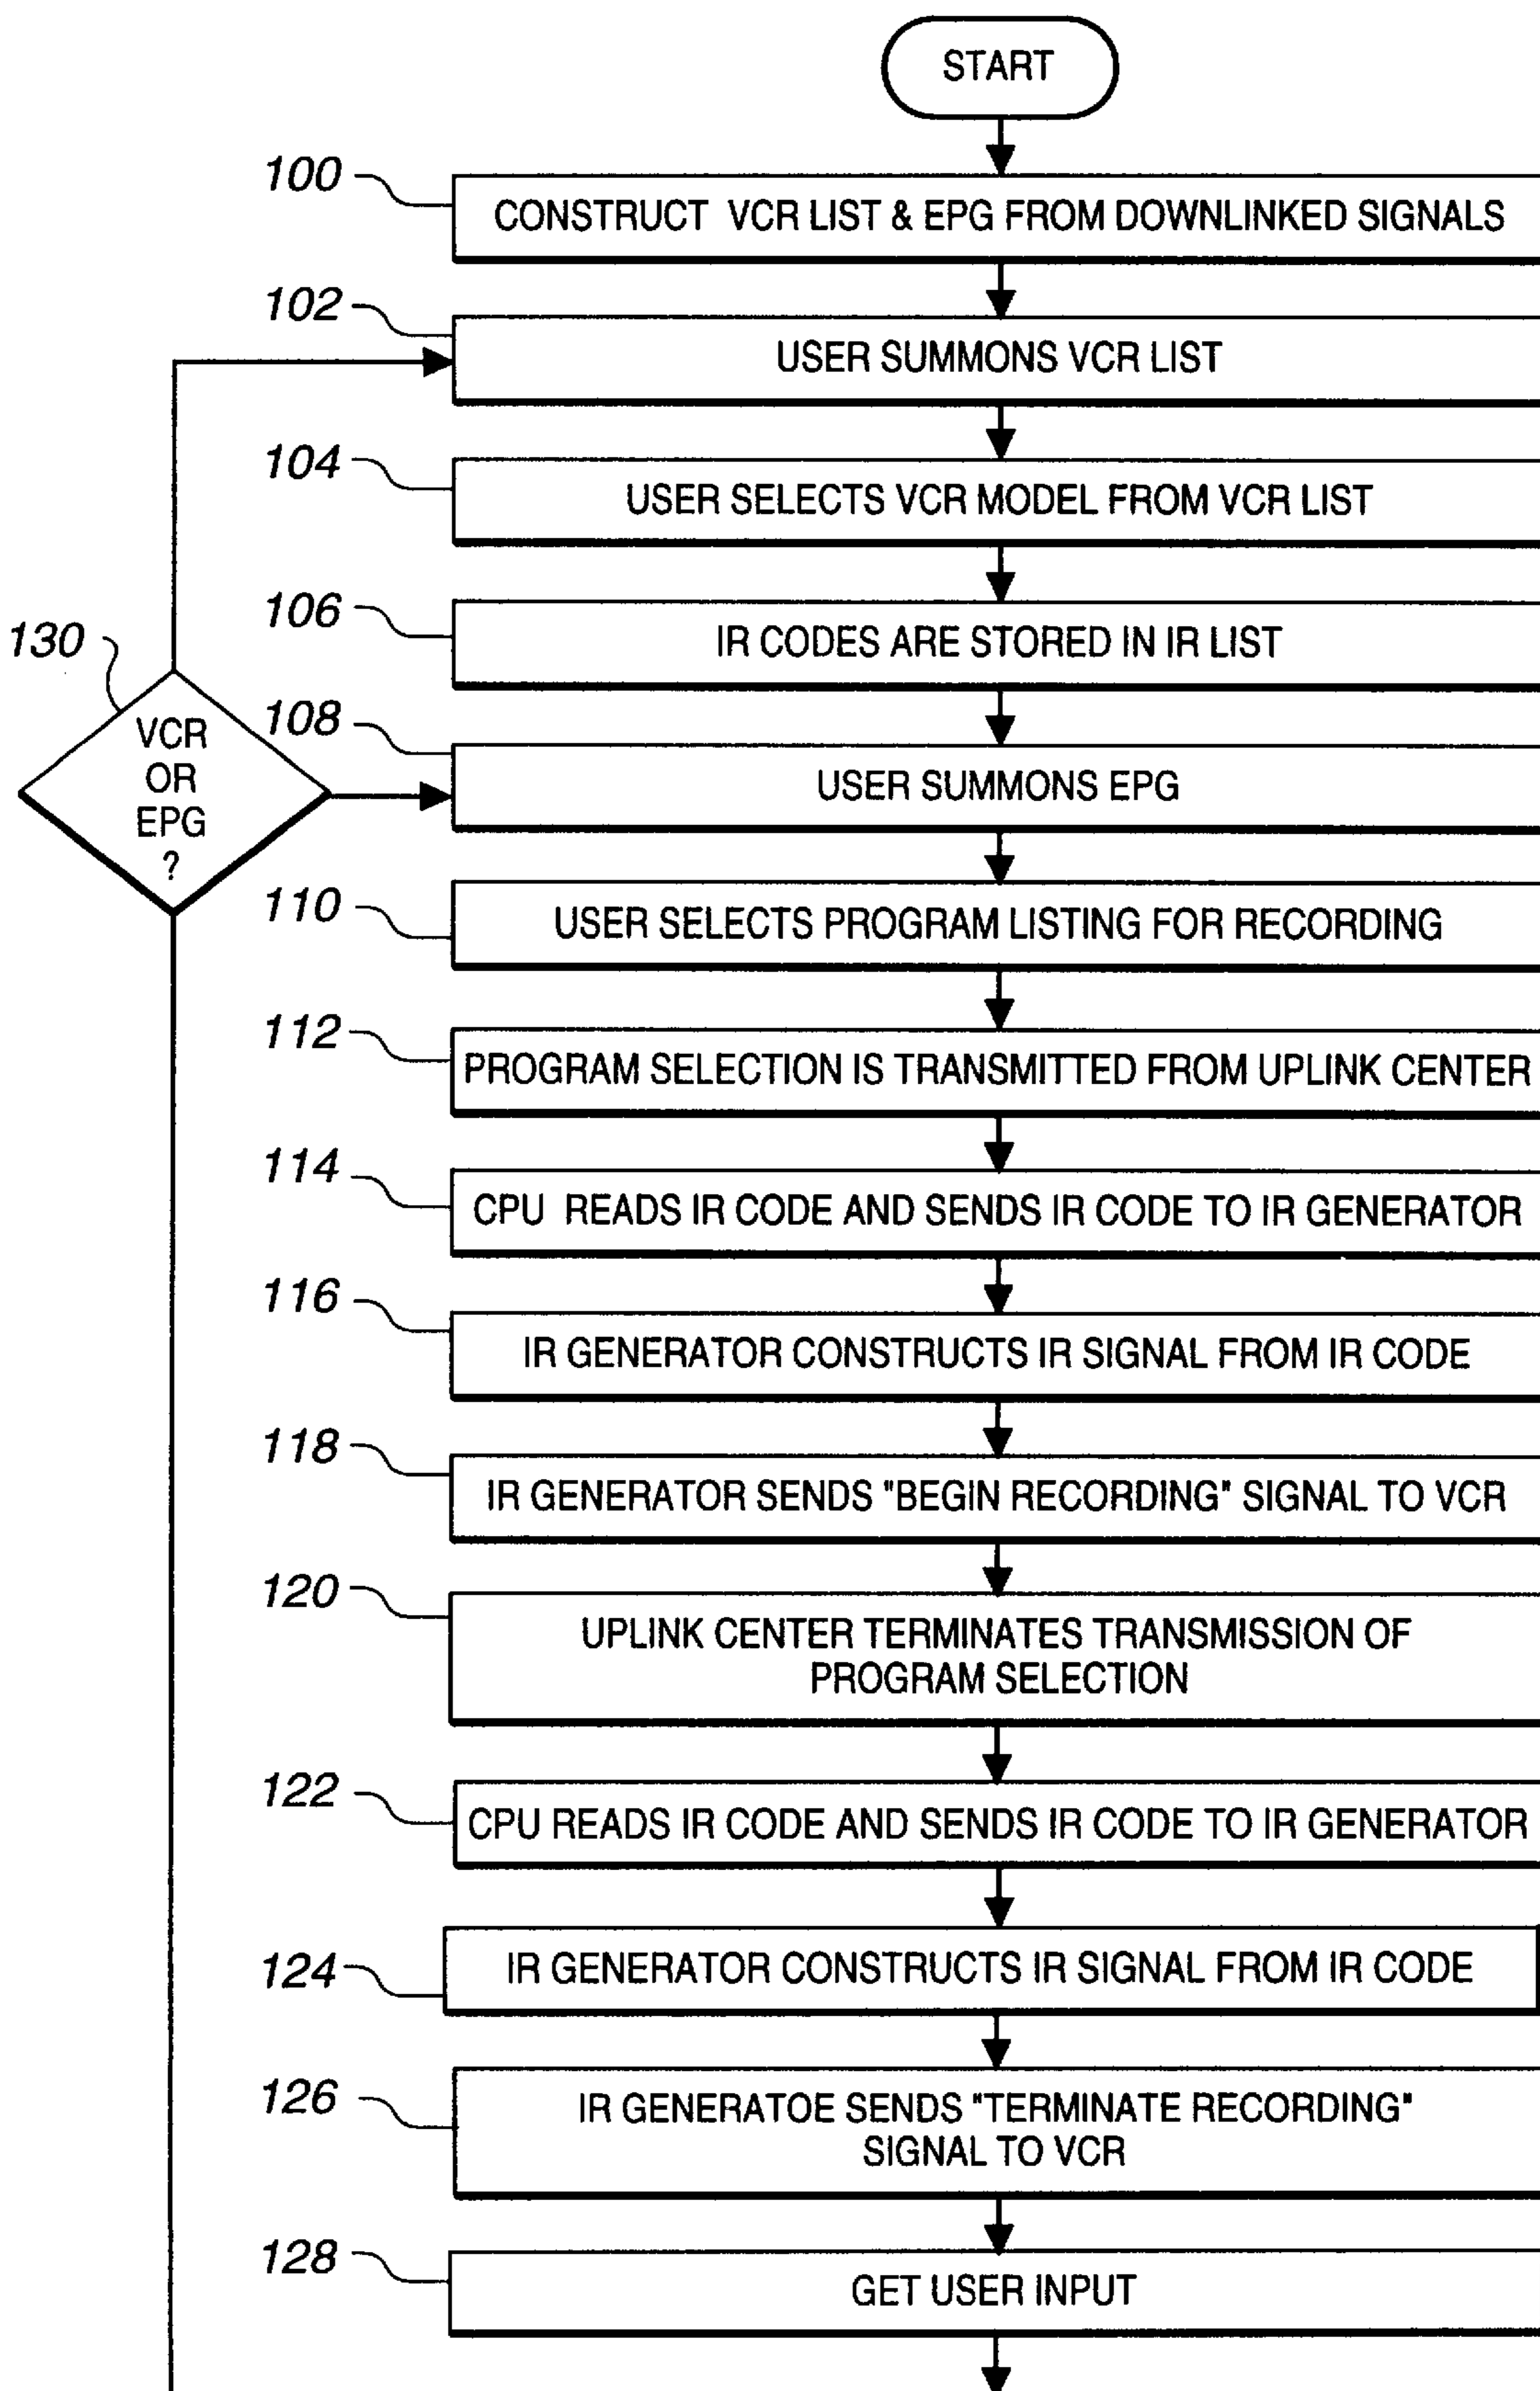 START
100
CONSTRUCT VCR LIST & EPG FROM DOWNLINKED SIGNALS
102
USER SUMMONS VCR LIST
104
USER SELECTS VCR MODEL FROM VCR LIST
106
IR CODES ARE STORED IN IR LIST
130
VCR
OR
EPG
?
108
USER SUMMONS EPG
110
USER SELECTS PROGRAM LISTING FOR RECORDING
112
PROGRAM SELECTION IS TRANSMITTED FROM UPLINK CENTER
114
CPU READS IR CODE AND SENDS IR CODE TO IR GENERATOR
116
IR GENERATOR CONSTRUCTS IR SIGNAL FROM IR CODE
118
IR GENERATOR SENDS "BEGIN RECORDING" SIGNAL TO VCR
120
UPLINK CENTER TERMINATES TRANSMISSION OF
PROGRAM SELECTION
122
CPU READS IR CODE AND SENDS IR CODE TO IR GENERATOR
124
IR GENERATOR CONSTRUCTS IR SIGNAL FROM IR CODE
126
IR GENERATOE SENDS "TERMINATE RECORDING"
SIGNAL TO VCR
128
GET USER INPUT